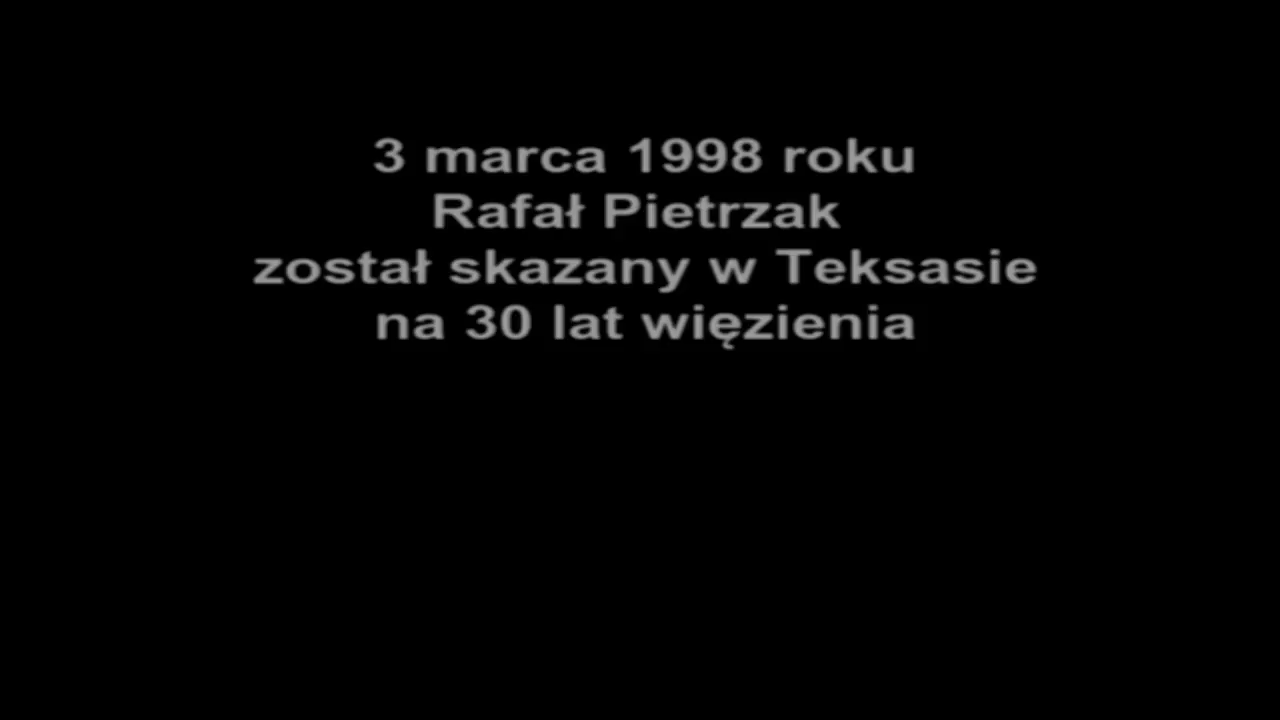 3 marca 1998 roku
Rafał Pietrzak
został skazany w Teksasie
na 30 lat więzienia